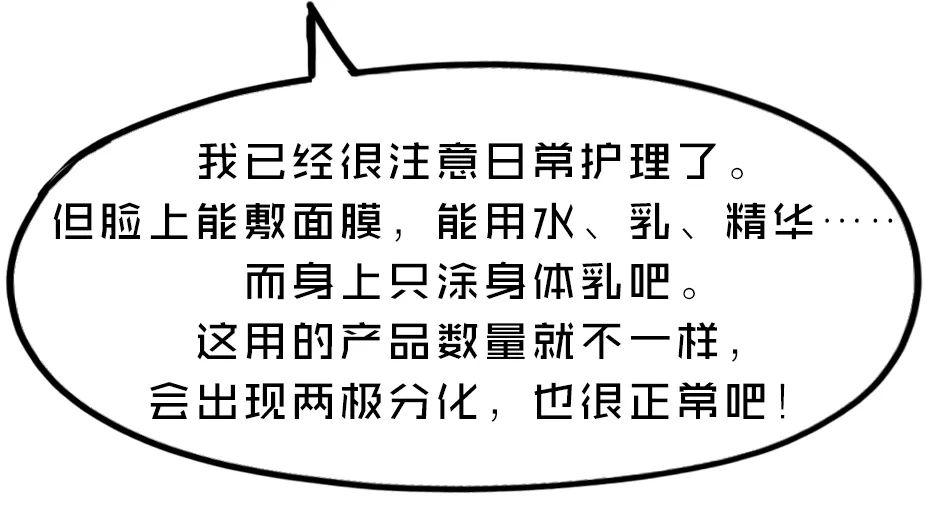 我已经很注意日常护理了。
但脸上能敷面膜，能用水、乳、精华·····
而身上只涂身体乳吧。
这用的产品数量就不一样，
会出现两极分化，也很正常吧！